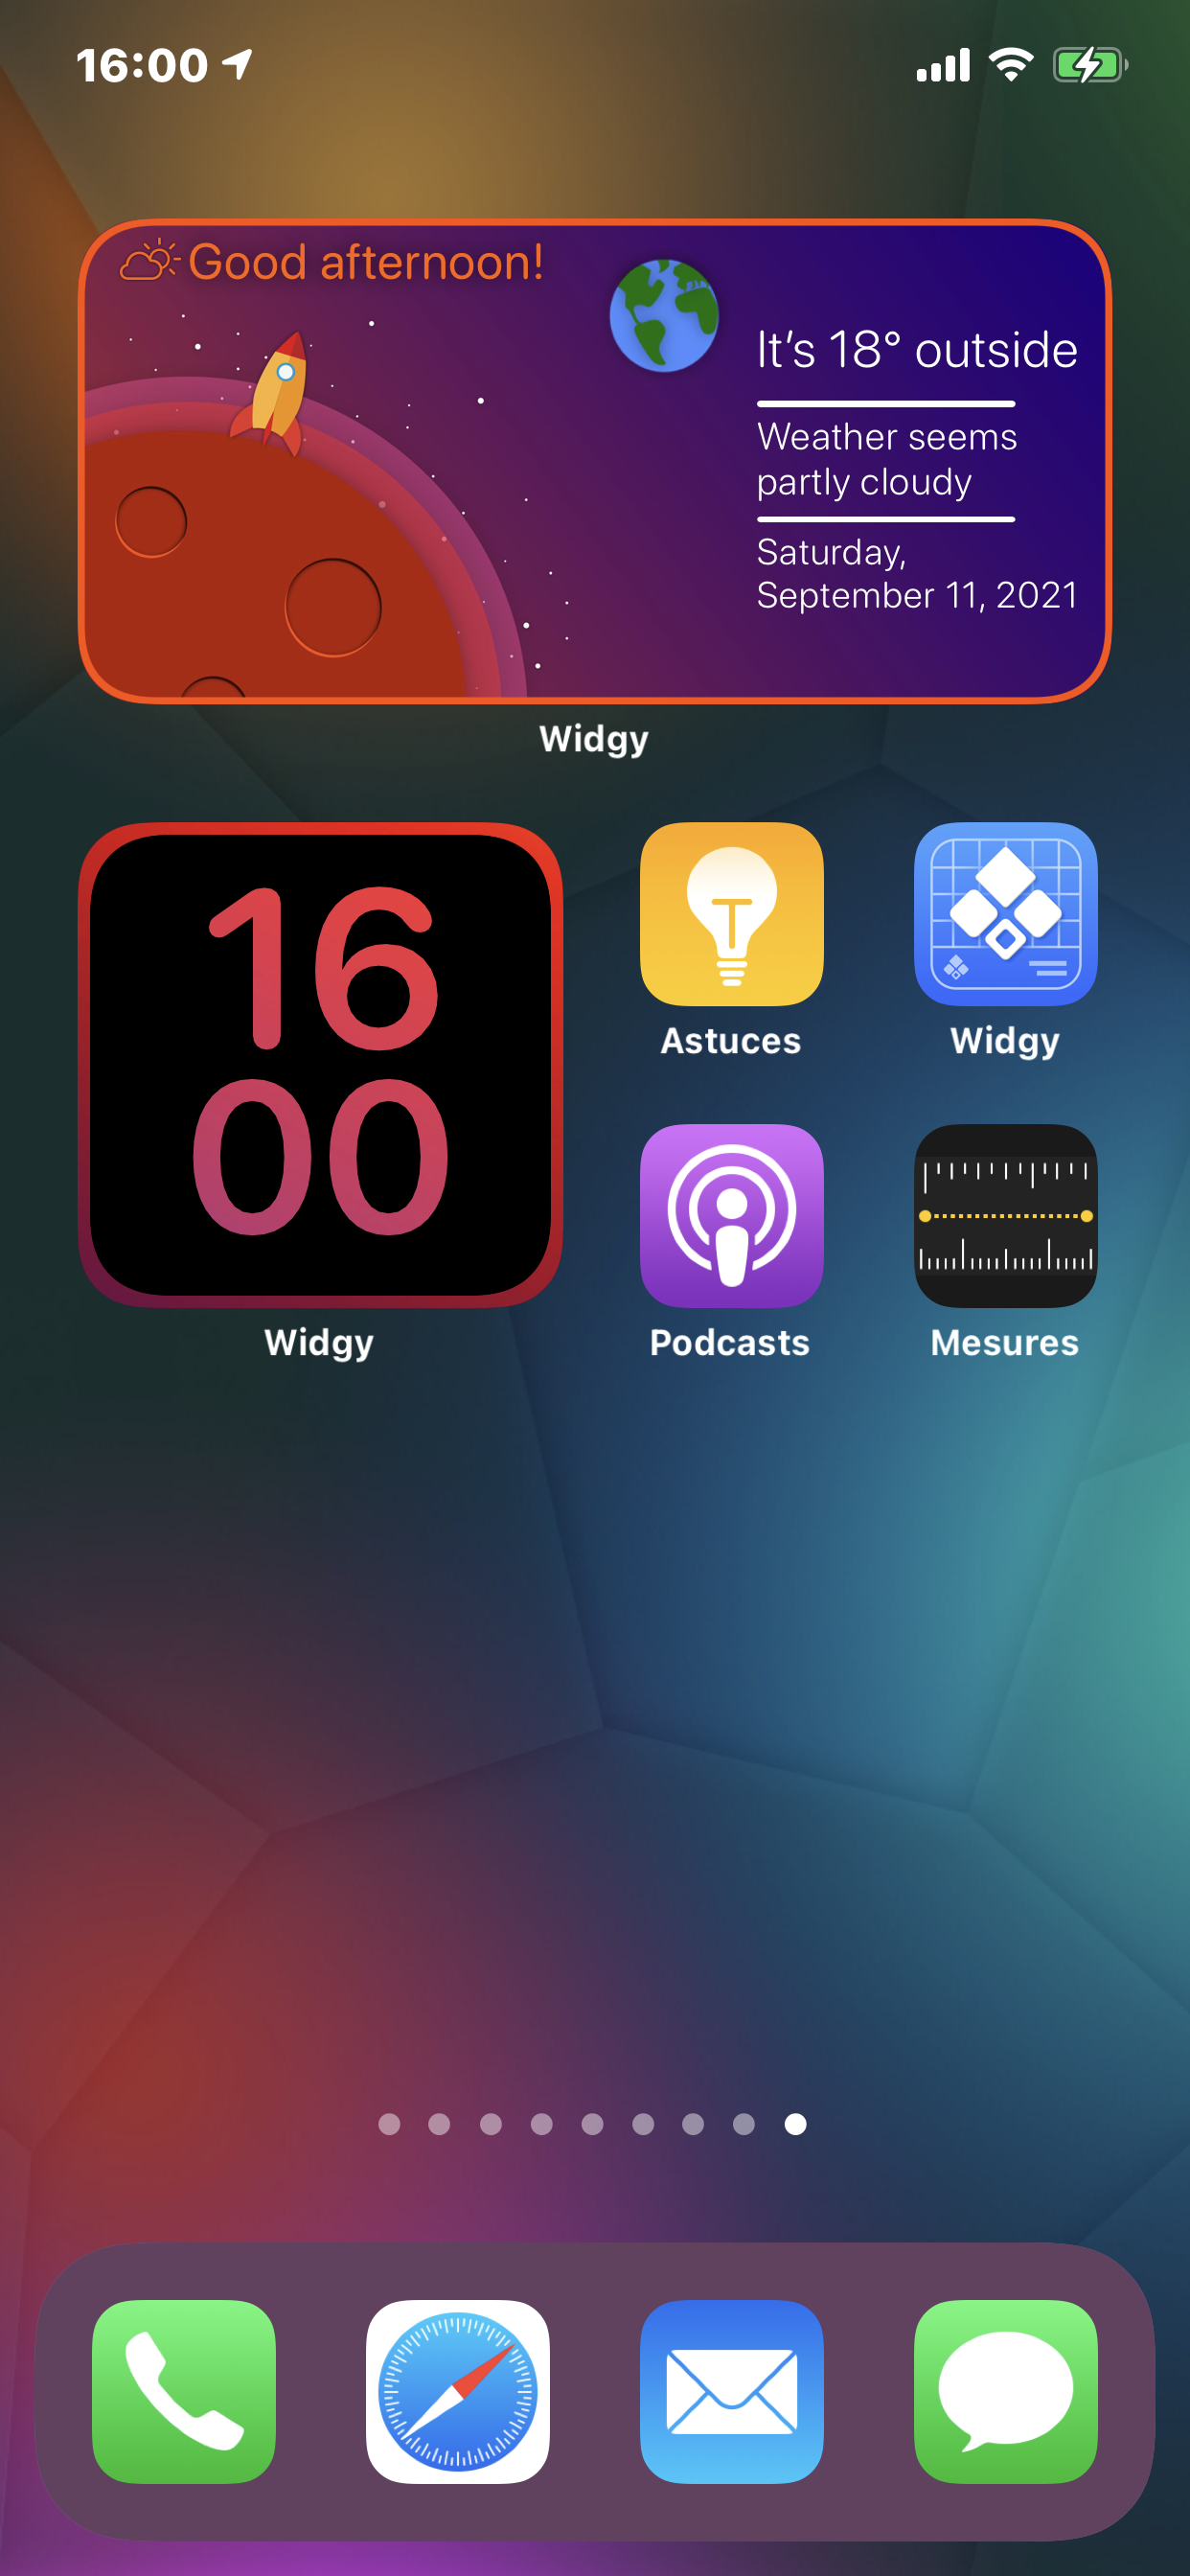 16:00
Good afternoon!
It's 18° outside
Weather seems
partly cloudy
Saturday,
September 11, 2021
Widgy
16
00
Widgy
Astuces
Widgy
Podcasts
Mesures